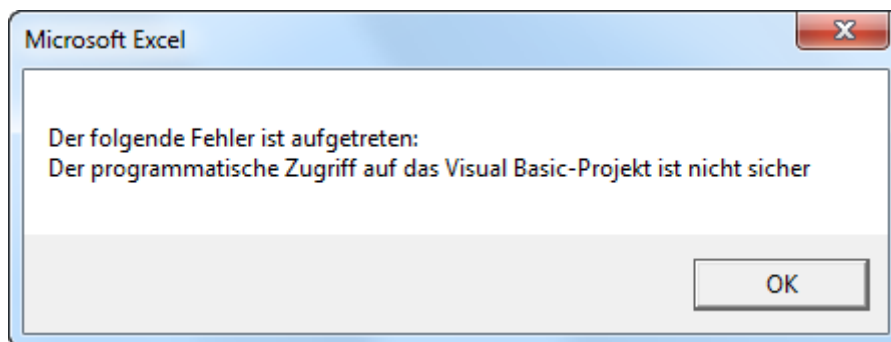 Microsoft Excel
Der folgende Fehler ist aufgetreten:
Der programmatische Zugriff auf das Visual Basic-Projekt ist nicht sicher
OK